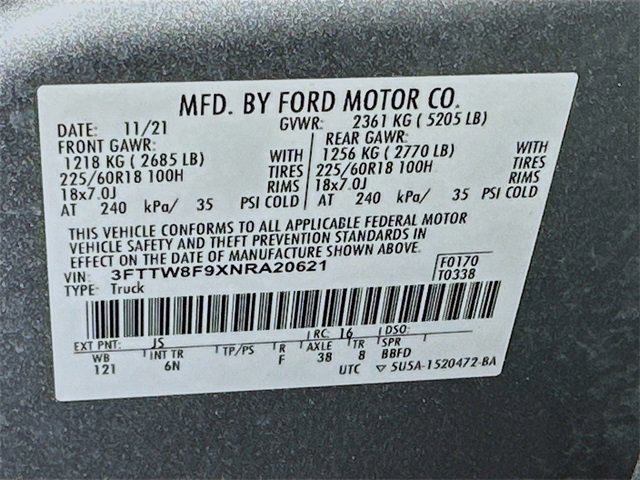 MFD. BY FORD MOTOR CO.
DATE: 11/21 GVWR: 2361 KG ( 5205 LB)
FRONT GAWR: REAR GAWR:
1218 KG ( 2685 LB) WITH 1256 KG ( 2770 LB) WITH
225/60R18 100H TIRES 225/60R18 100H TIRES
18x7.0J RIMS 18x7.0J RIMS
AT 240 kPa/ 35 PSI COLD AT 240 kPa/ 35 PSI COLD
THIS VEHICLE CONFORMS TO ALL APPLICABLE FEDERAL MOTOR
VEHICLE SAFETY AND THEFT PREVENTION STANDARDS IN
EFFECT ON THE DATE OF MANUFACTURE SHOWN ABOVE.
VIN: 3FTTW8F9XNRA20621 F0170
TYPE: Truck T0338
EXT PNT: JS RC: 16 DSO:
WB INT TR TP/PS R AXLE TR SPR
121 6N F 38 8 BBFD
UTC ▽ 5U5A-1520472-BA